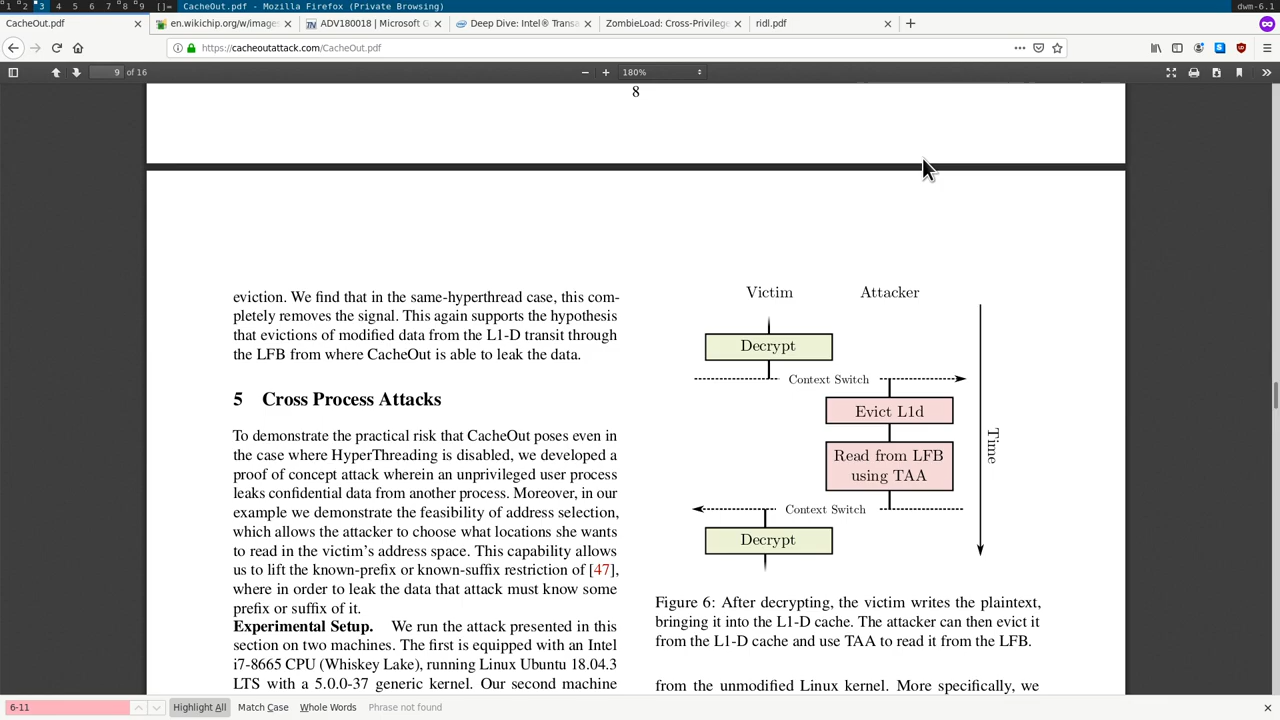 1 2 3 4 5 6 7 8 9 []= CacheOut.pdf - Mozilla Firefox (Private Browsing) dwm-6.1
CacheOut.pdf × en.wikichip.org/w/image × ADV180018 | Microsoft G × Deep Dive: Intel® Transa × ZombieLoad: Cross-Privileg × ridl.pdf × +
https://cacheoutattack.com/CacheOut.pdf
9 of 16 − + 180%
8
eviction. We find that in the same-hyperthread case, this com-
pletely removes the signal. This again supports the hypothesis
that evictions of modified data from the L1-D transit through
the LFB from where CacheOut is able to leak the data.
5 Cross Process Attacks
To demonstrate the practical risk that CacheOut poses even in
the case where HyperThreading is disabled, we developed a
proof of concept attack wherein an unprivileged user process
leaks confidential data from another process. Moreover, in our
example we demonstrate the feasibility of address selection,
which allows the attacker to choose what locations she wants
to read in the victim's address space. This capability allows
us to lift the known-prefix or known-suffix restriction of [47],
where in order to leak the data that attack must know some
prefix or suffix of it.
Experimental Setup. We run the attack presented in this
section on two machines. The first is equipped with an Intel
i7-8665 CPU (Whiskey Lake), running Linux Ubuntu 18.04.3
LTS with a 5.0.0-37 generic kernel. Our second machine
Victim Attacker
Decrypt
Context Switch
Evict L1d
Read from LFB
using TAA
Context Switch
Decrypt
Time
Figure 6: After decrypting, the victim writes the plaintext,
bringing it into the L1-D cache. The attacker can then evict it
from the L1-D cache and use TAA to read it from the LFB.
from the unmodified Linux kernel. More specifically, we
6-11 Highlight All Match Case Whole Words Phrase not found